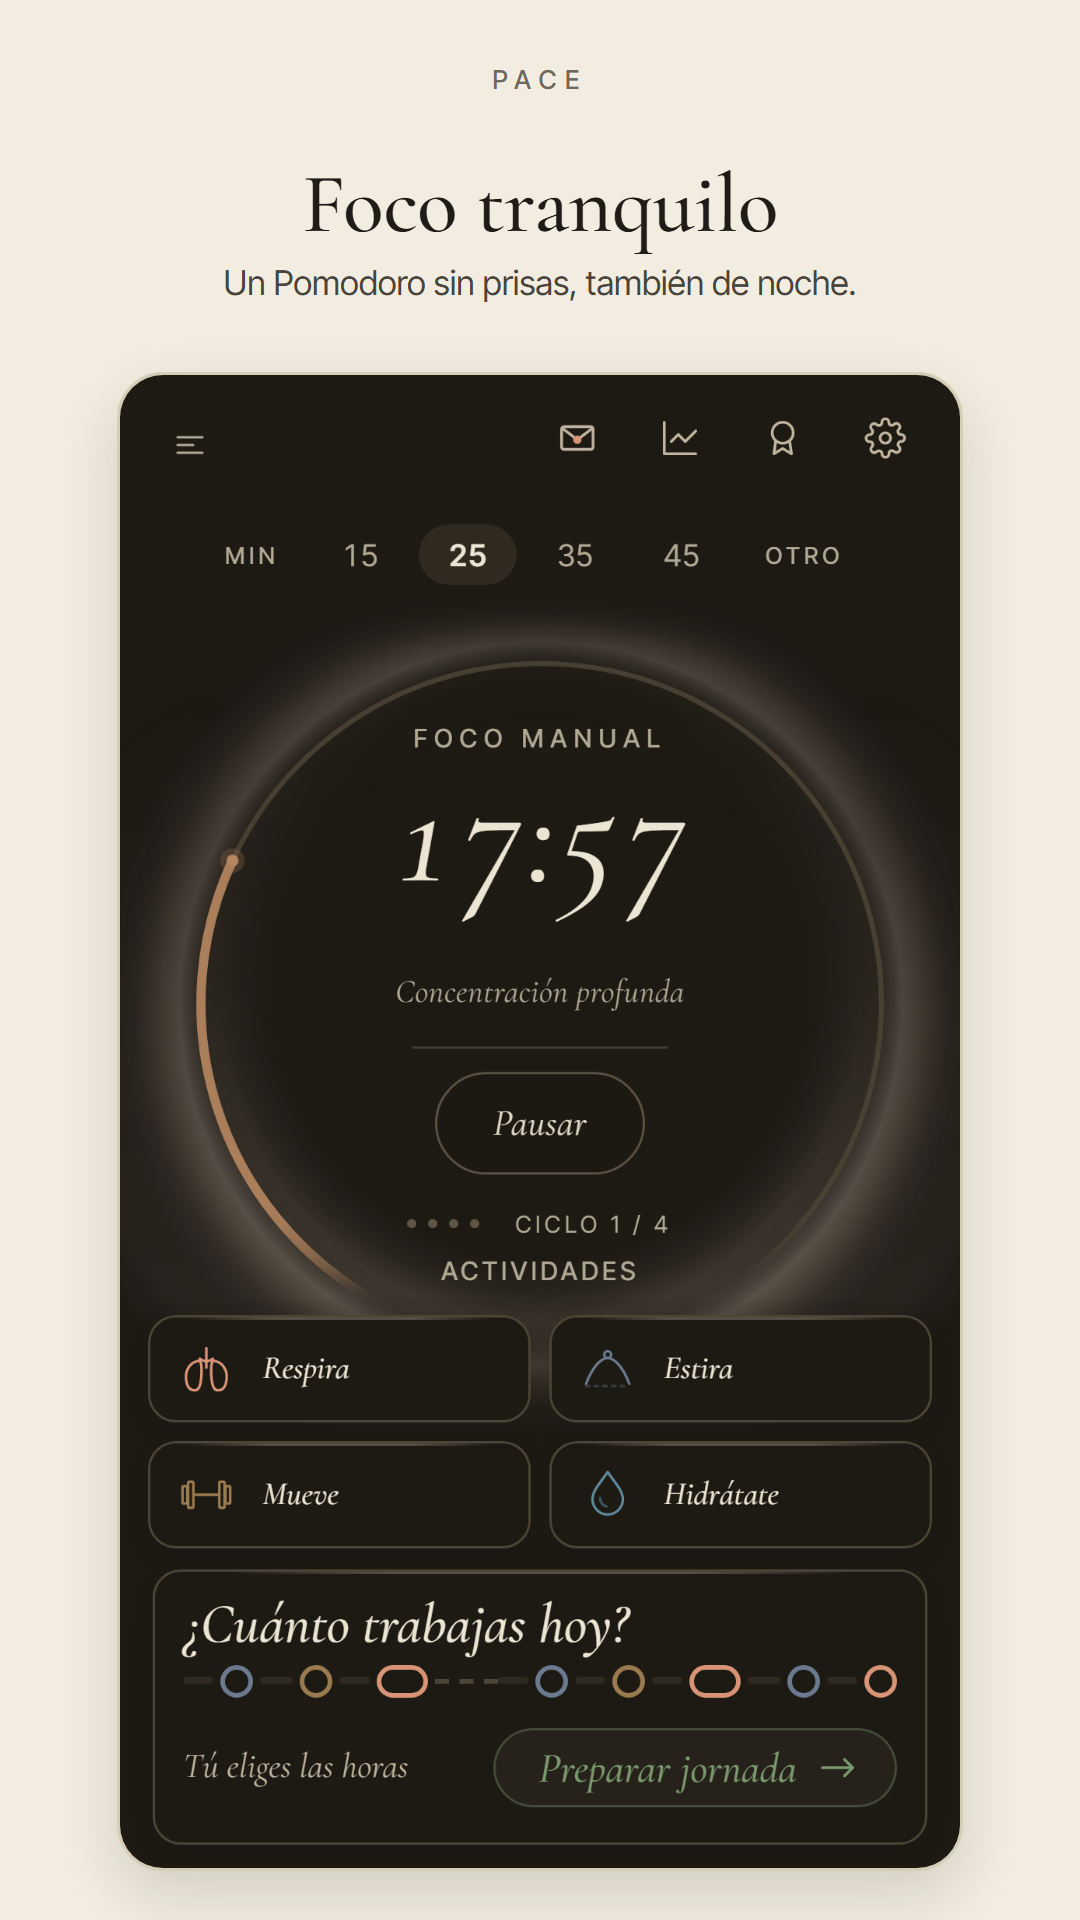 PACE
Foco tranquilo
Un Pomodoro sin prisas, también de noche.
MIN 15 25 35 45 OTRO
FOCO MANUAL
17:57
Concentración profunda
Pausar
CICLO 1 / 4
ACTIVIDADES
Respira Estira
Mueve Hidrátate
¿Cuánto trabajas hoy?
Tú eliges las horas Preparar jornada →